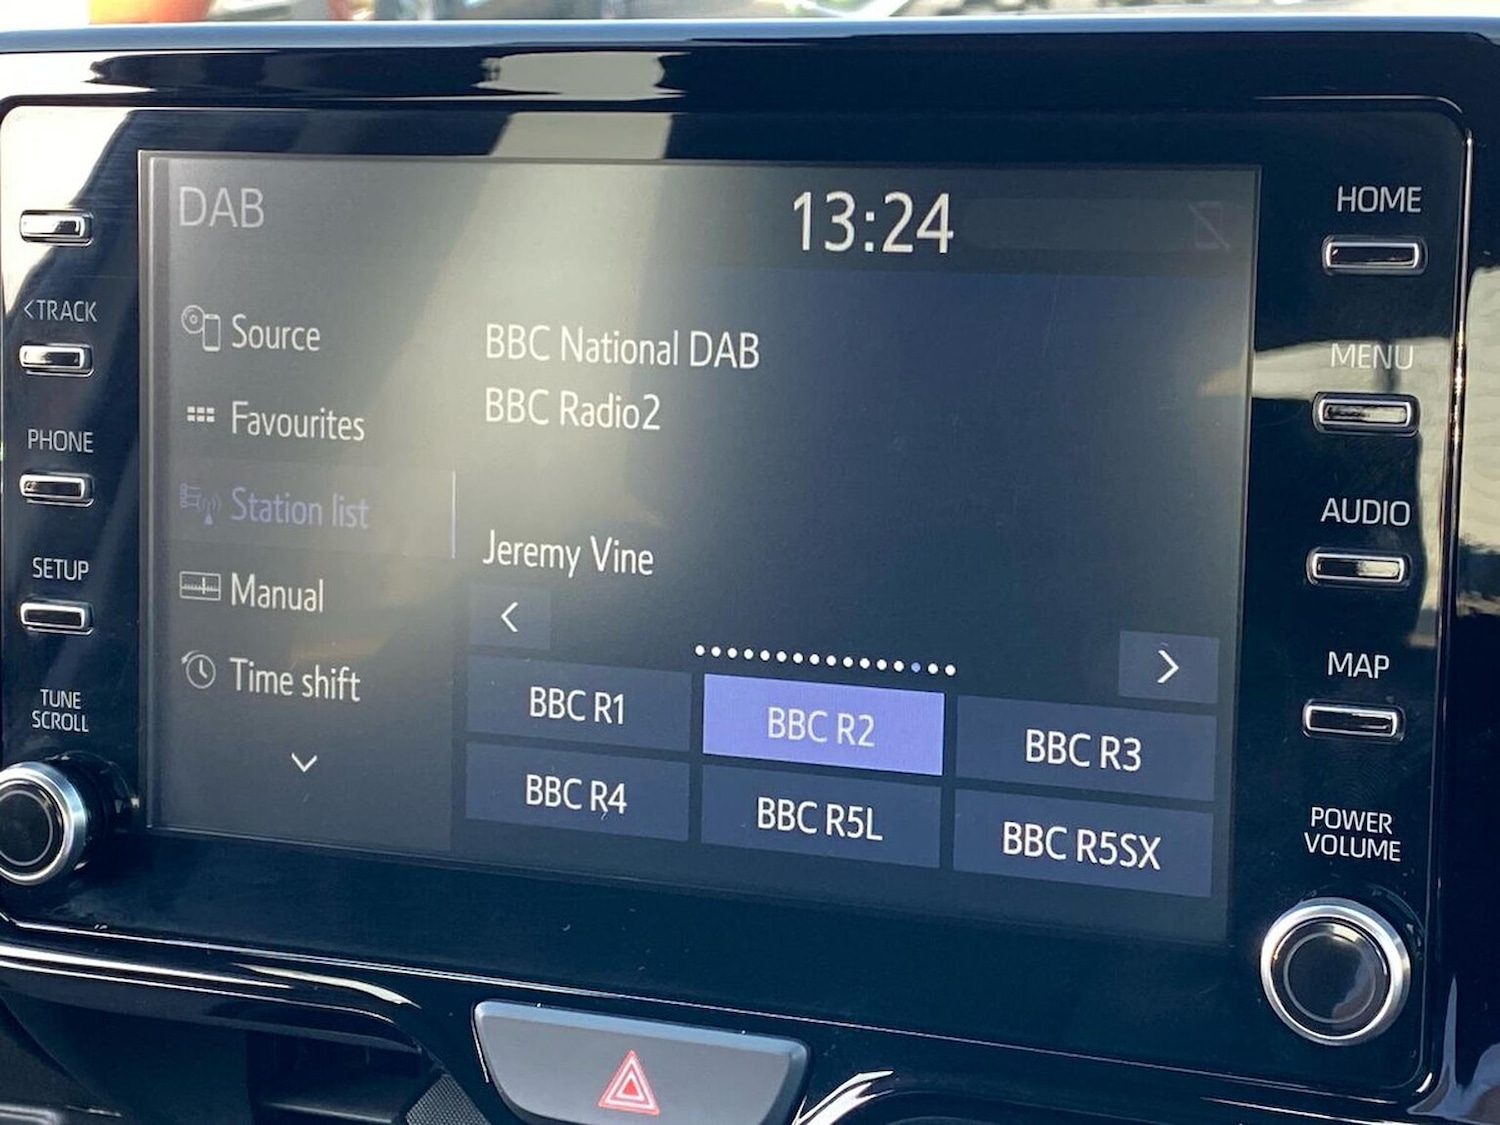 DAB
13:24
HOME
<TRACK
Source
BBC National DAB
MENU
Favourites
BBC Radio2
PHONE
Station list
AUDIO
Jeremy Vine
SETUP
Manual
MAP
Time shift
TUNE
SCROLL
BBC R1
BBC R2
BBC R3
BBC R4
BBC R5L
BBC R5SX
POWER
VOLUME